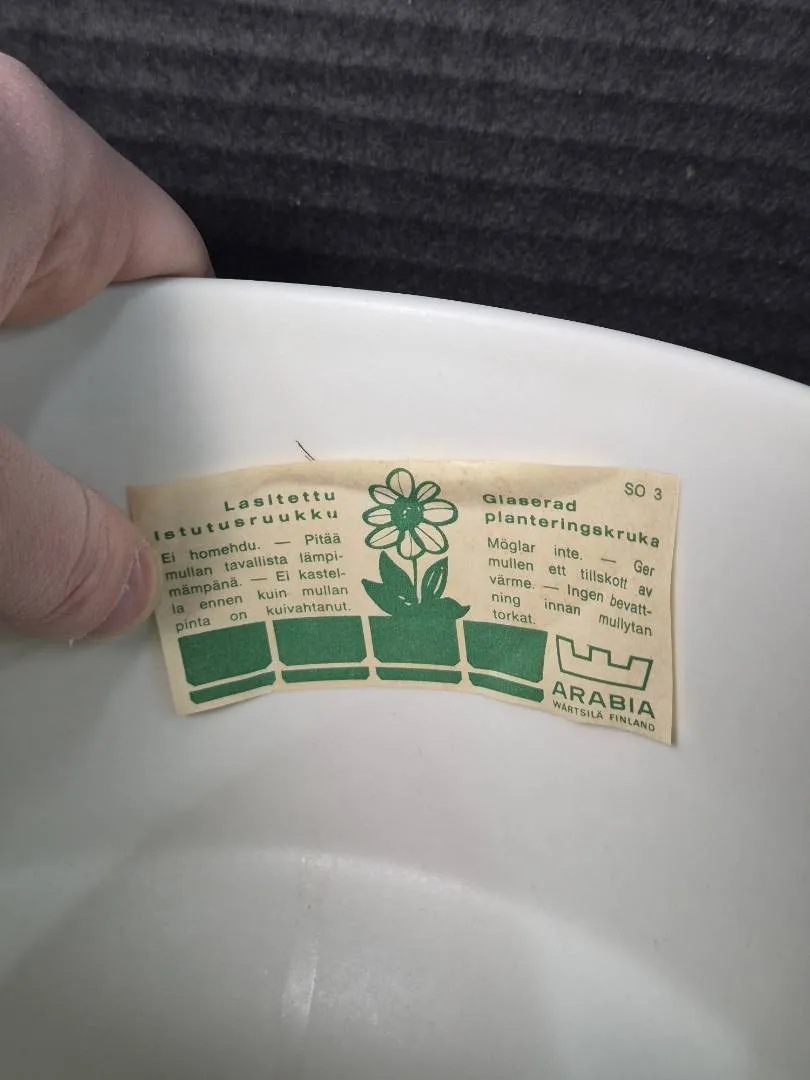 Lasitettu
istutusruukku
Ei homehdu. — Pitää
mullan tavallista lämpi-
mämpänä. — Ei kastel-
la ennen kuin mullan
pinta on kuivahtanut.
SO 3
Glaserad
planteringskruka
Möglar inte. — Ger
mullen ett tillskott av
värme. — Ingen bevatt-
ning innan mullytan
torkat.
ARABIA
WÄRTSILÄ FINLAND